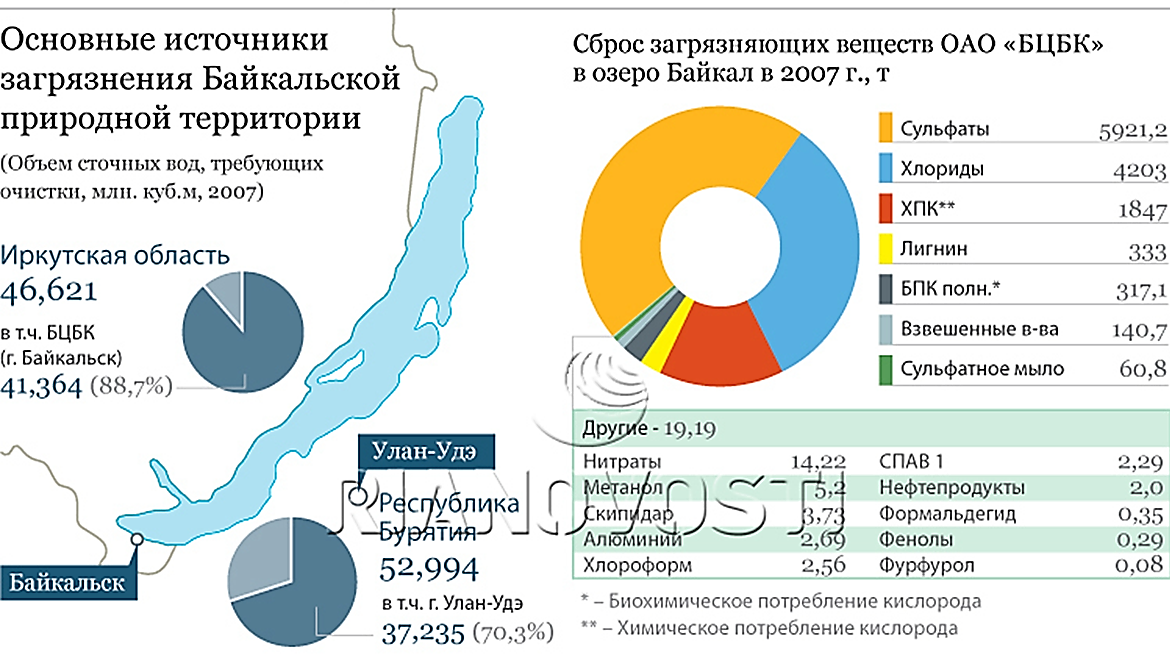 Основные источники
загрязнения Байкальской
природной территории
(Объем сточных вод, требующих
очистки, млн. куб.м, 2007)
Иркутская область
46,621
в т.ч. БЦБК
(г. Байкальск)
41,364 (88,7%)
Байкальск
Улан-Удэ
Республика
Бурятия
52,994
в т.ч. г. Улан-Удэ
37,235 (70,3%)
Сброс загрязняющих веществ ОАО «БЦБК»
в озеро Байкал в 2007 г., т
Сульфаты 5921,2
Хлориды 4203
ХПК** 1847
Лигнин 333
БПК полн.* 317,1
Взвешенные в-ва 140,7
Сульфатное мыло 60,8
Другие - 19,19
Нитраты 14,22 СПАВ 1 2,29
Метанол 5,2 Нефтепродукты 2,0
Скипидар 3,73 Формальдегид 0,35
Алюминий 2,69 Фенолы 0,29
Хлороформ 2,56 Фурфурол 0,08
* – Биохимическое потребление кислорода
** – Химическое потребление кислорода
RIANOVOSTI